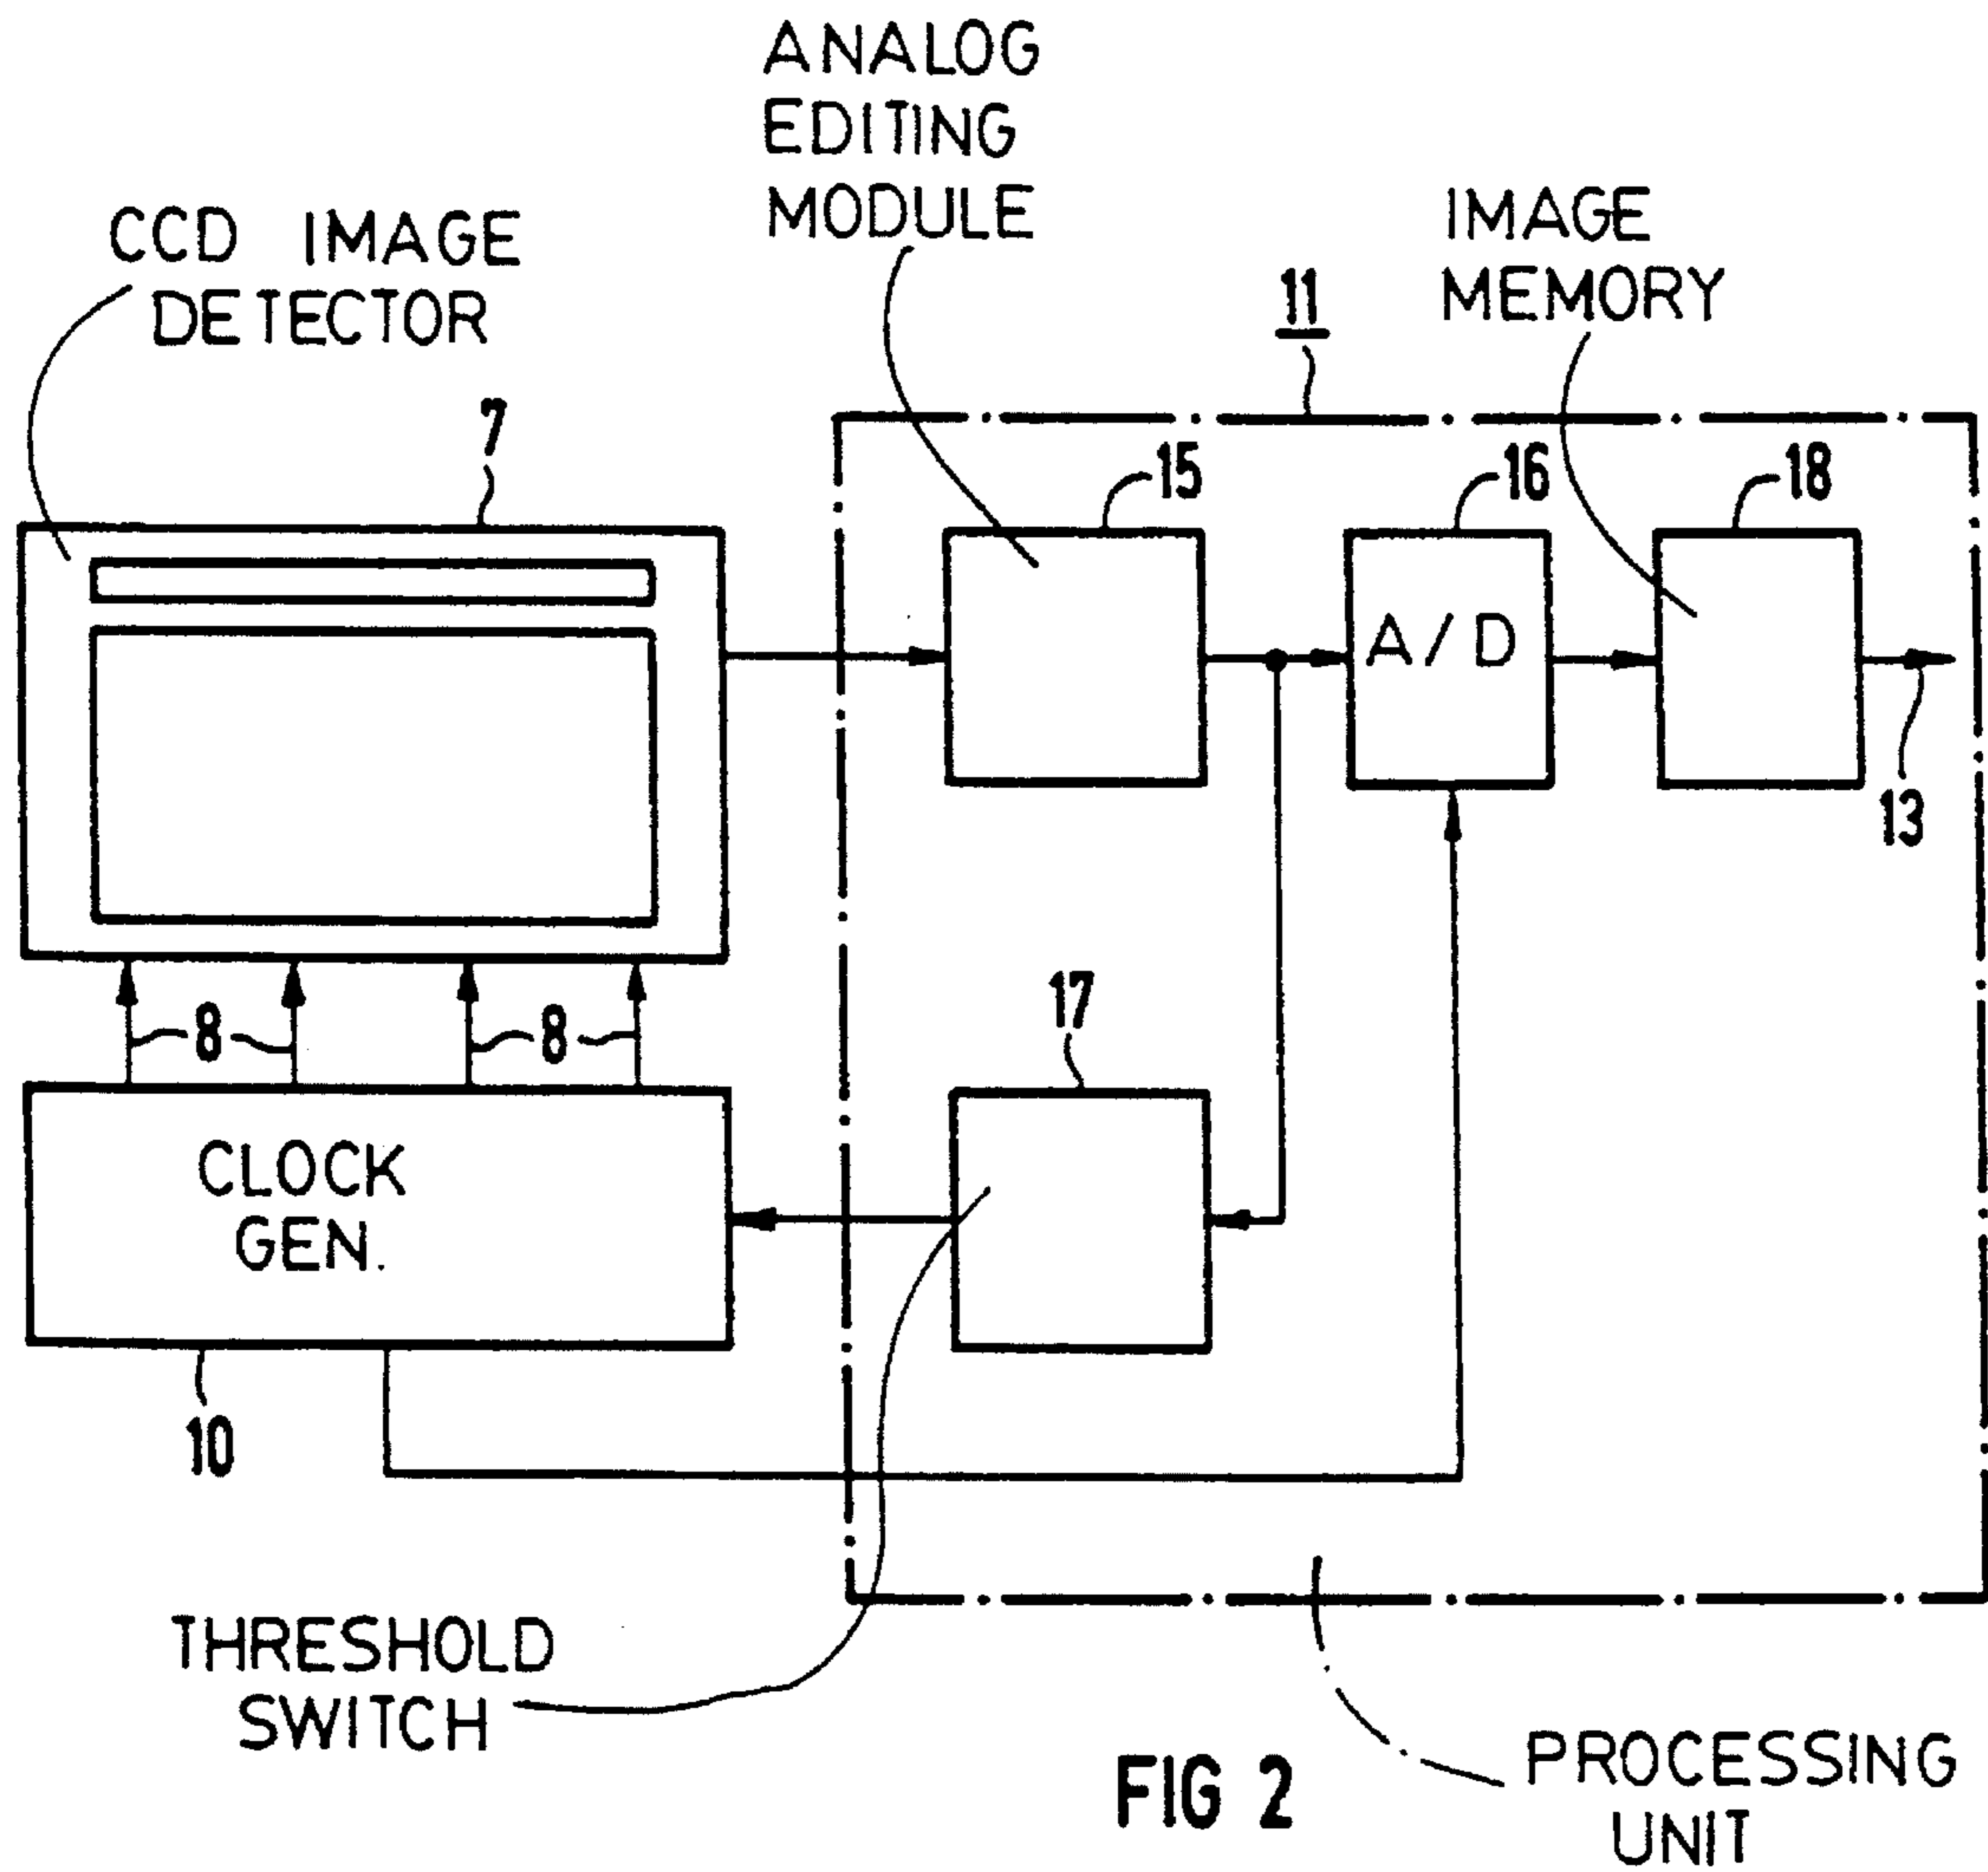 ANALOG
EDITING
MODULE
CCD IMAGE
DETECTOR
IMAGE
MEMORY
11
7
15
16
18
A/D
13
8
8
17
CLOCK
GEN.
10
THRESHOLD
SWITCH
PROCESSING
UNIT
FIG 2